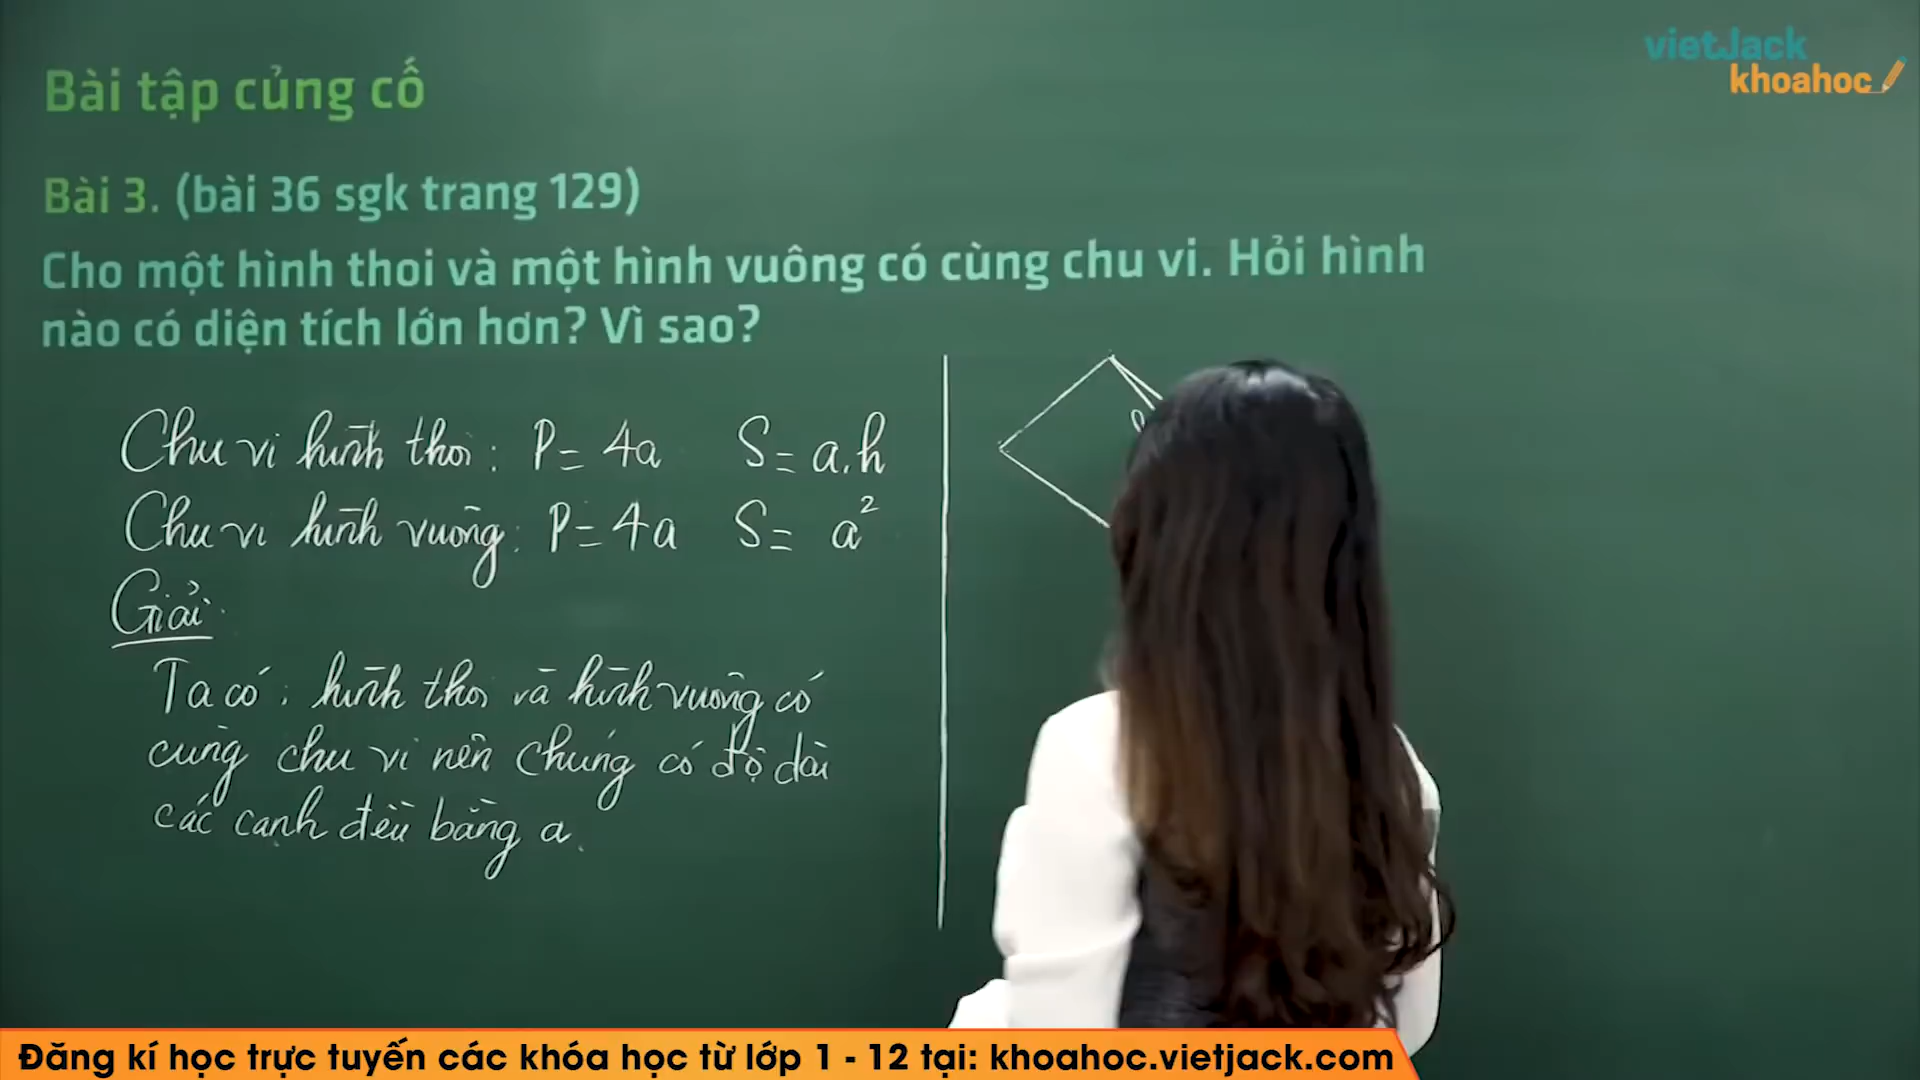 vietJack
khoahoc
Bài tập củng cố
Bài 3. (bài 36 sgk trang 129)
Cho một hình thoi và một hình vuông có cùng chu vi. Hỏi hình
nào có diện tích lớn hơn? Vì sao?
Chu vi hình thoi: P = 4a S = a.h
Chu vi hình vuông: P = 4a S = a²
Giải:
Ta có: hình thoi và hình vuông có
cùng chu vi nên chúng có độ dài
các cạnh đều bằng a.
Đăng kí học trực tuyến các khóa học từ lớp 1 - 12 tại: khoahoc.vietjack.com